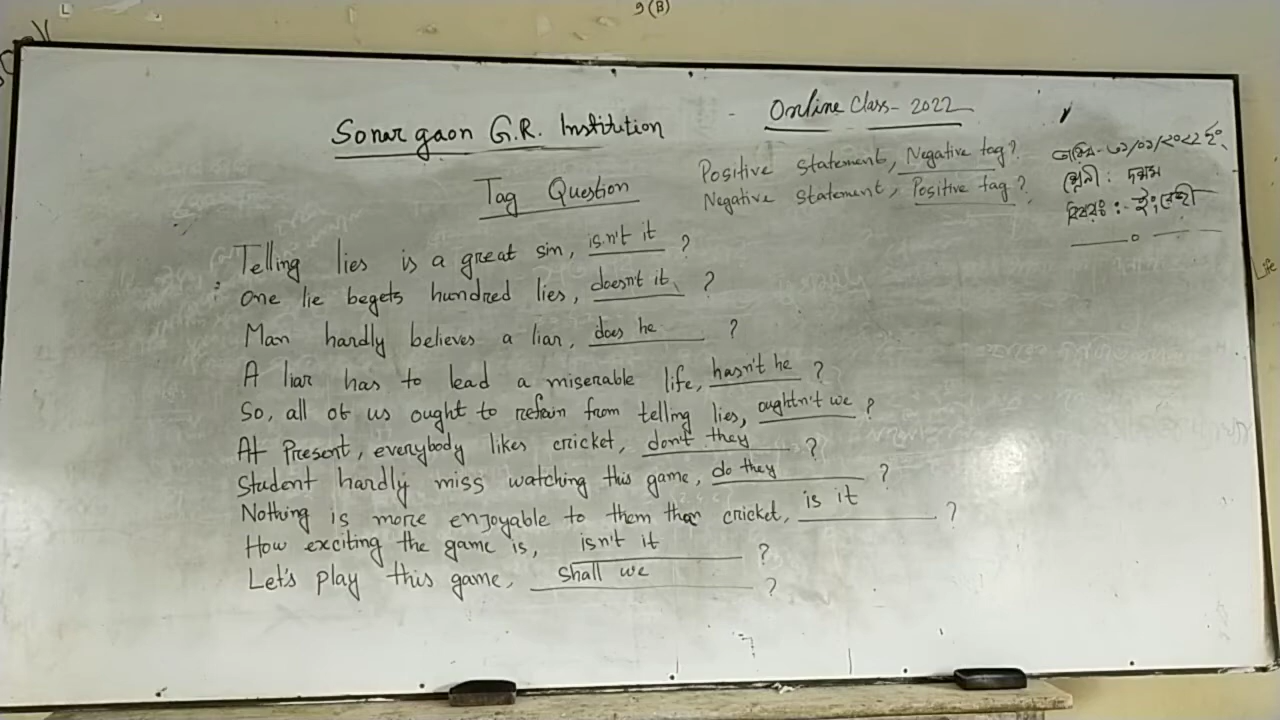 9(B)
Sonargaon G.R. Institution - Online Class- 2022
Tag Question
Positive statement, Negative tag?
Negative statement, Positive tag?
তারিখ- ৩১/০১/২০২২ ইং
শ্রেণী : দশম
বিষয়ঃ :- ইংরেজী
Telling lies is a great sin, isn't it ?
One lie begets hundred lies, doesn't it ?
Man hardly believes a liar, does he ?
A liar has to lead a miserable life, hasn't he ?
So, all of us ought to refrain from telling lies, oughtn't we ?
At Present, everybody likes cricket, don't they ?
Student hardly miss watching this game, do they ?
Nothing is more enjoyable to them than cricket, is it ?
How exciting the game is, isn't it ?
Let's play this game, shall we ?
Life